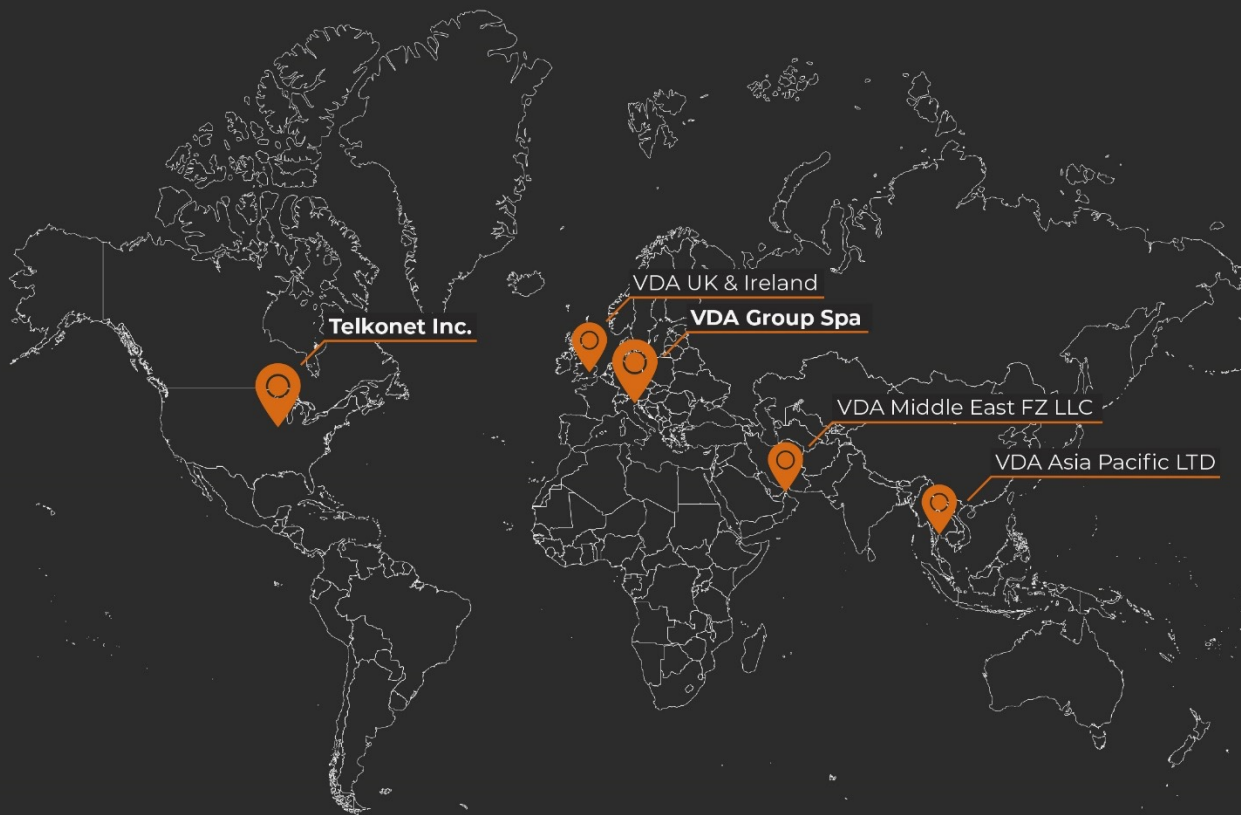 VDA UK & Ireland
Telkonet Inc.
VDA Group Spa
VDA Middle East FZ LLC
VDA Asia Pacific LTD